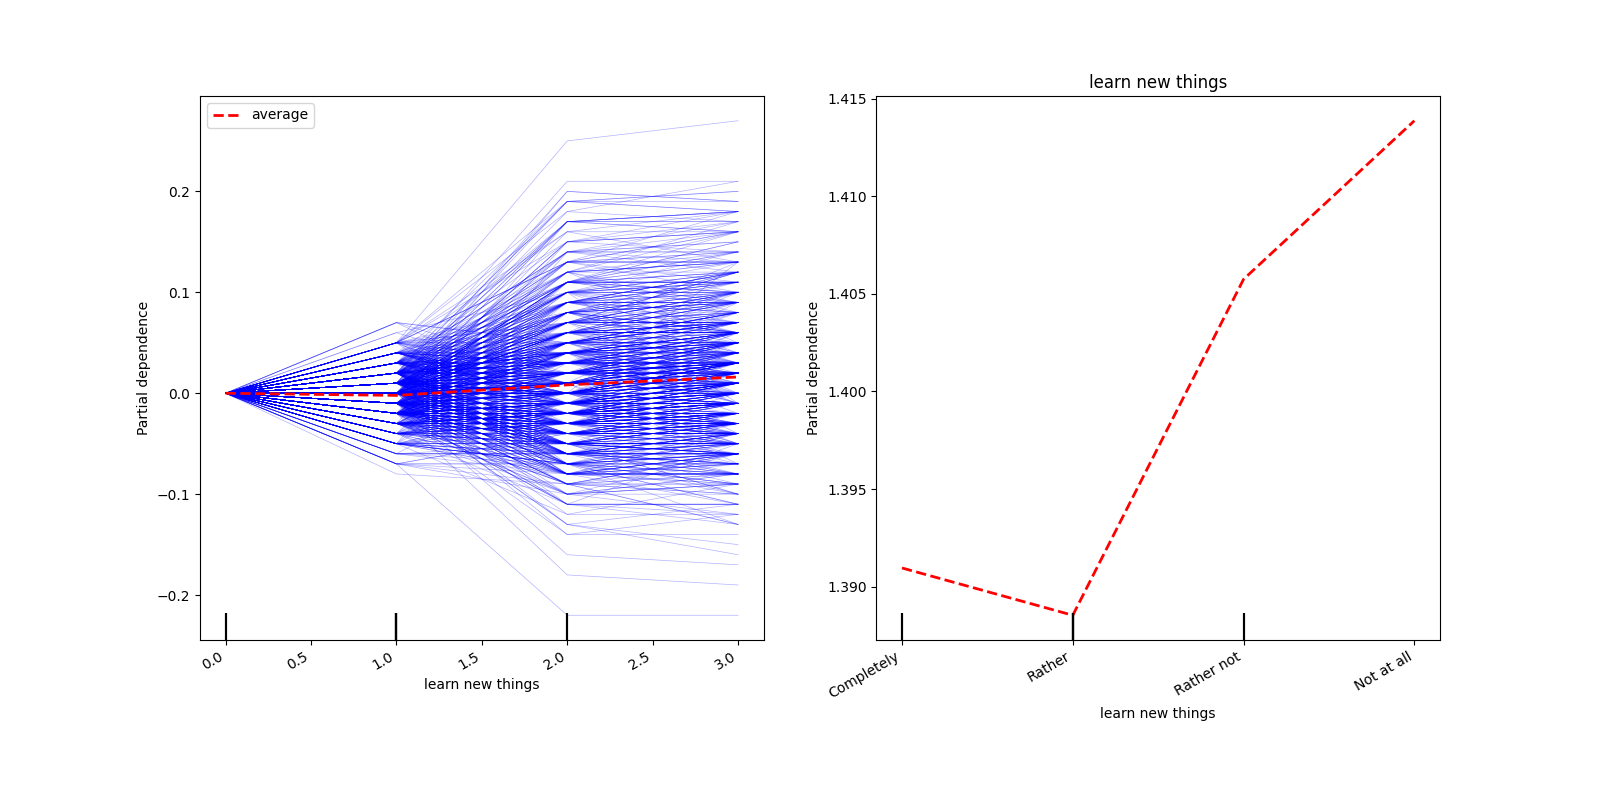 average
Partial dependence
0.2
0.1
0.0
−0.1
−0.2
0.0
0.5
1.0
1.5
2.0
2.5
3.0
learn new things
learn new things
Partial dependence
1.415
1.410
1.405
1.400
1.395
1.390
Completely
Rather
Rather not
Not at all
learn new things